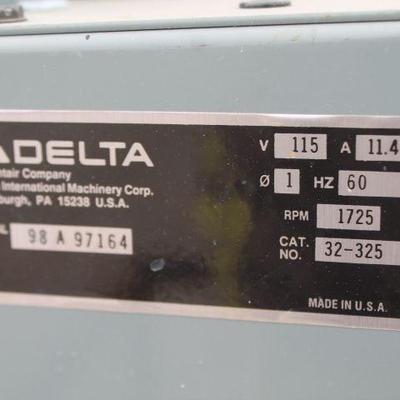 DELTA
ntair Company
International Machinery Corp.
burgh, PA 15238 U.S.A.
98 A 97164
V 115 A 11.4
Ø 1 HZ 60
RPM 1725
CAT. NO. 32-325
MADE IN U.S.A.